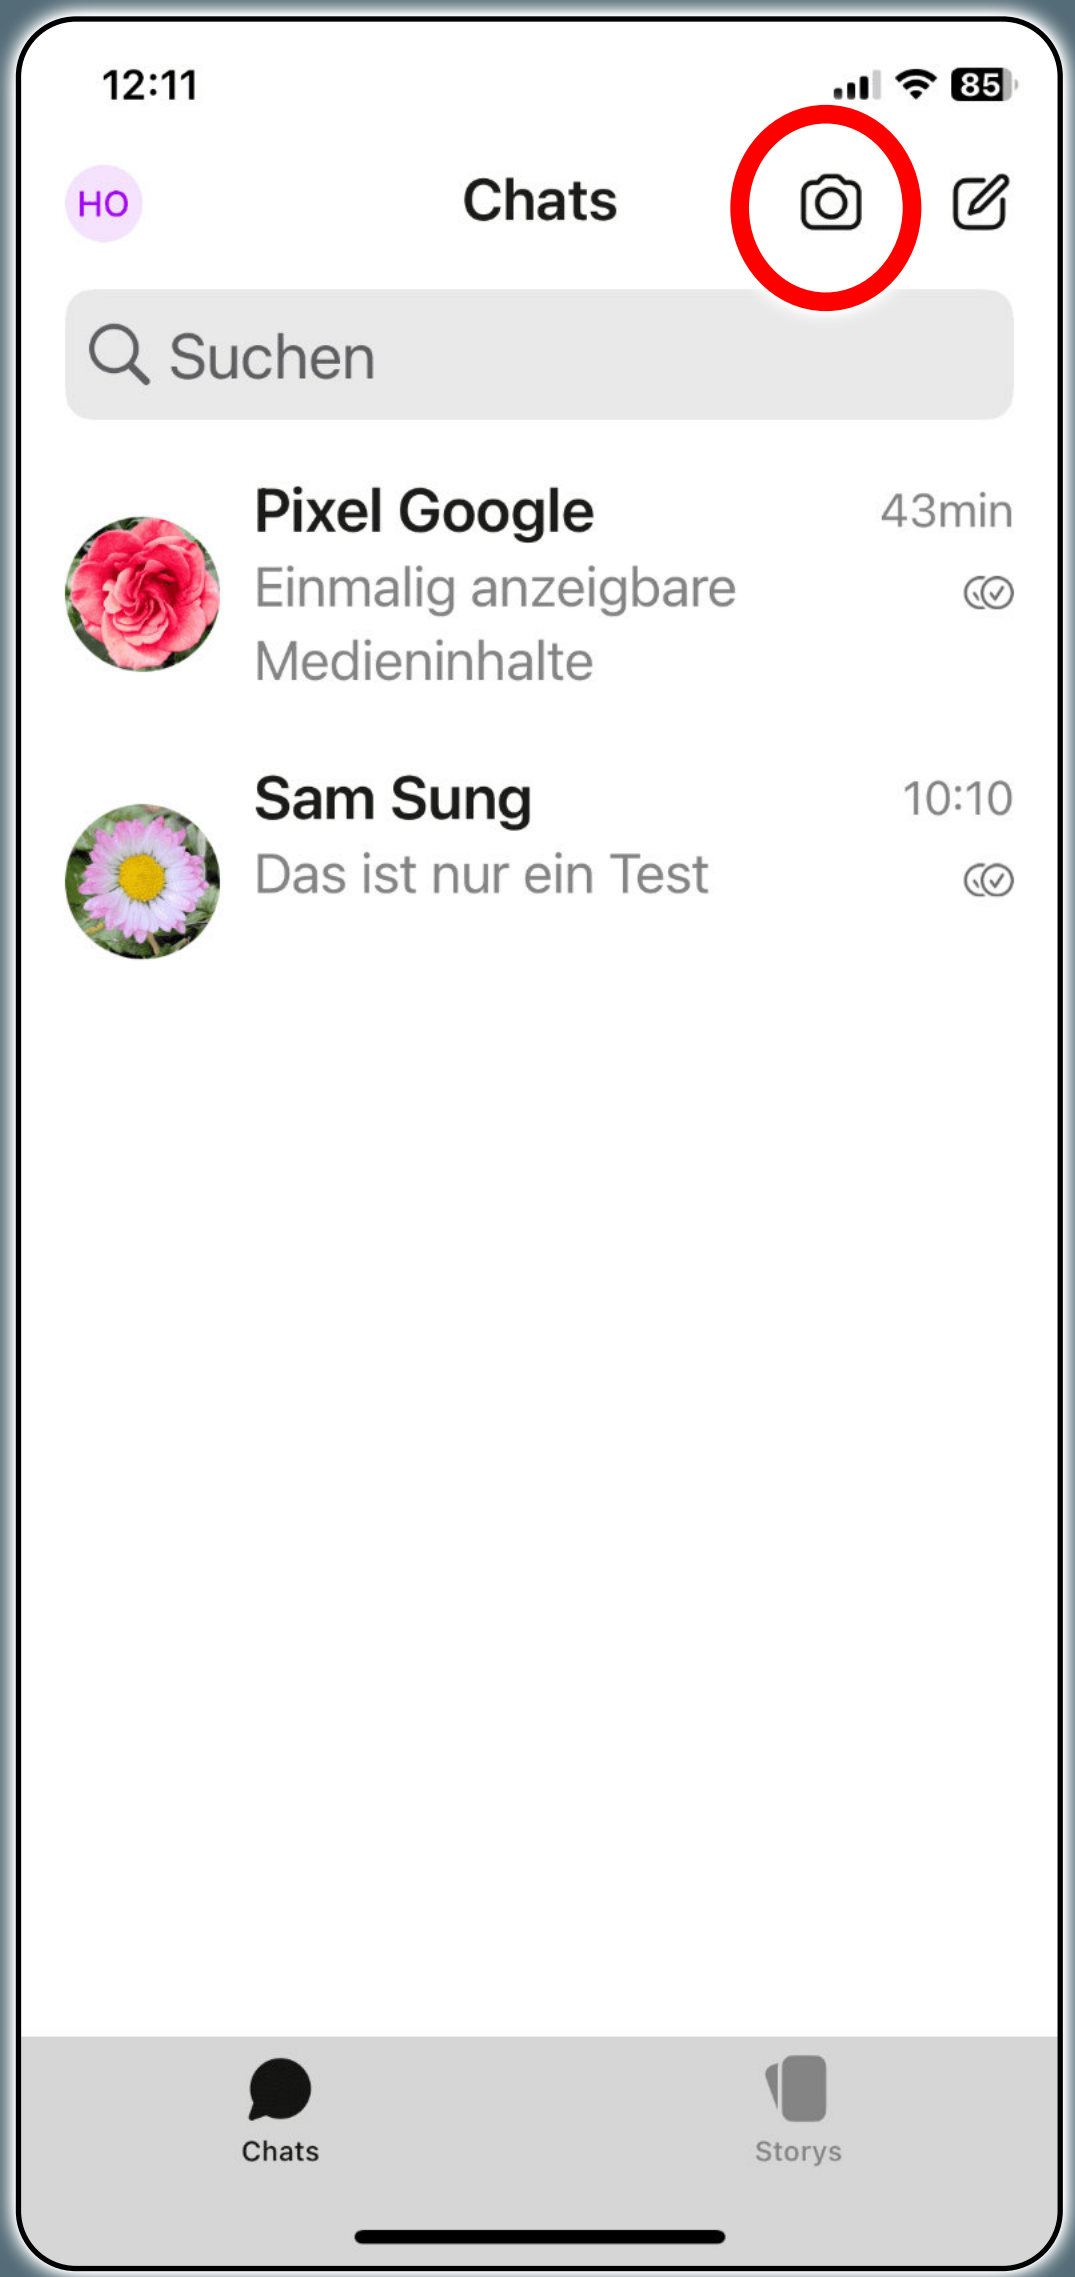 12:11
85
HO
Chats
Suchen
Pixel Google
43min
Einmalig anzeigbare
Medieninhalte
Sam Sung
10:10
Das ist nur ein Test
Chats
Storys